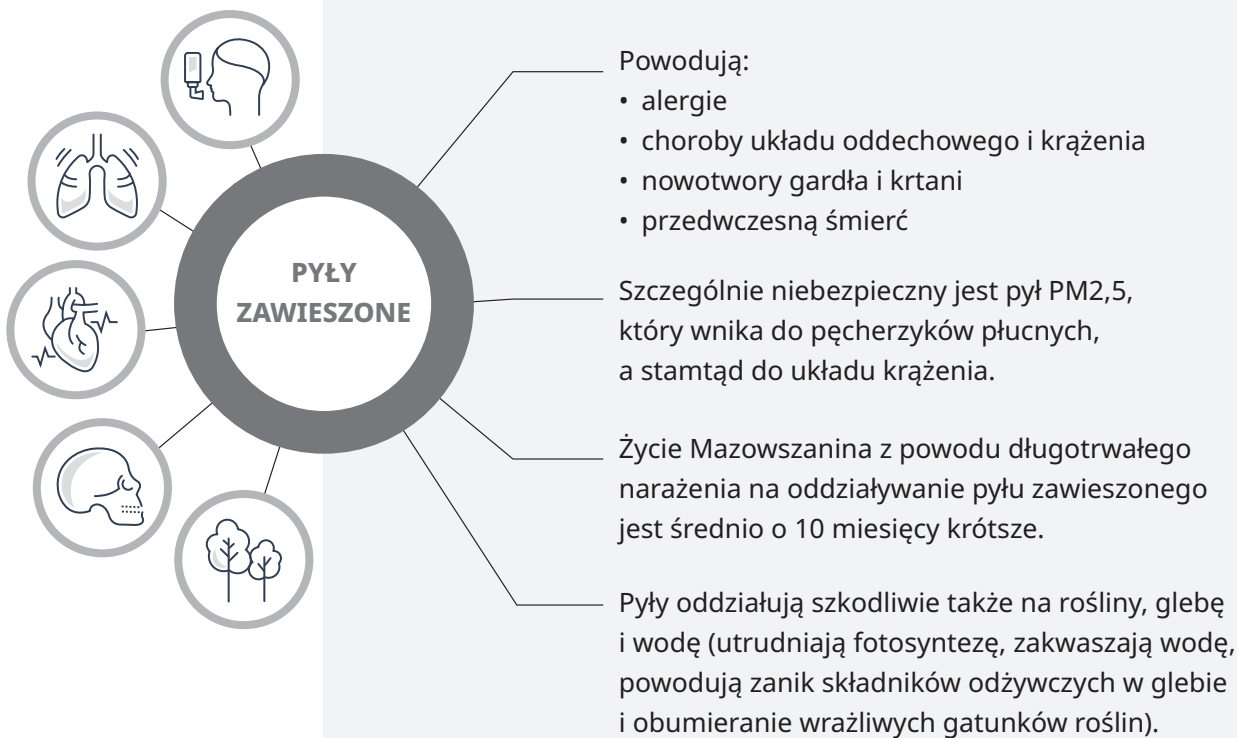 PYŁY
ZAWIESZONE
Powodują:
• alergie
• choroby układu oddechowego i krążenia
• nowotwory gardła i krtani
• przedwczesną śmierć
Szczególnie niebezpieczny jest pył PM2,5,
który wnika do pęcherzyków płucnych,
a stamtąd do układu krążenia.
Życie Mazowszanina z powodu długotrwałego
narażenia na oddziaływanie pyłu zawieszonego
jest średnio o 10 miesięcy krótsze.
Pyły oddziałują szkodliwie także na rośliny, glebę
i wodę (utrudniają fotosyntezę, zakwaszają wodę,
powodują zanik składników odżywczych w glebie
i obumieranie wrażliwych gatunków roślin).